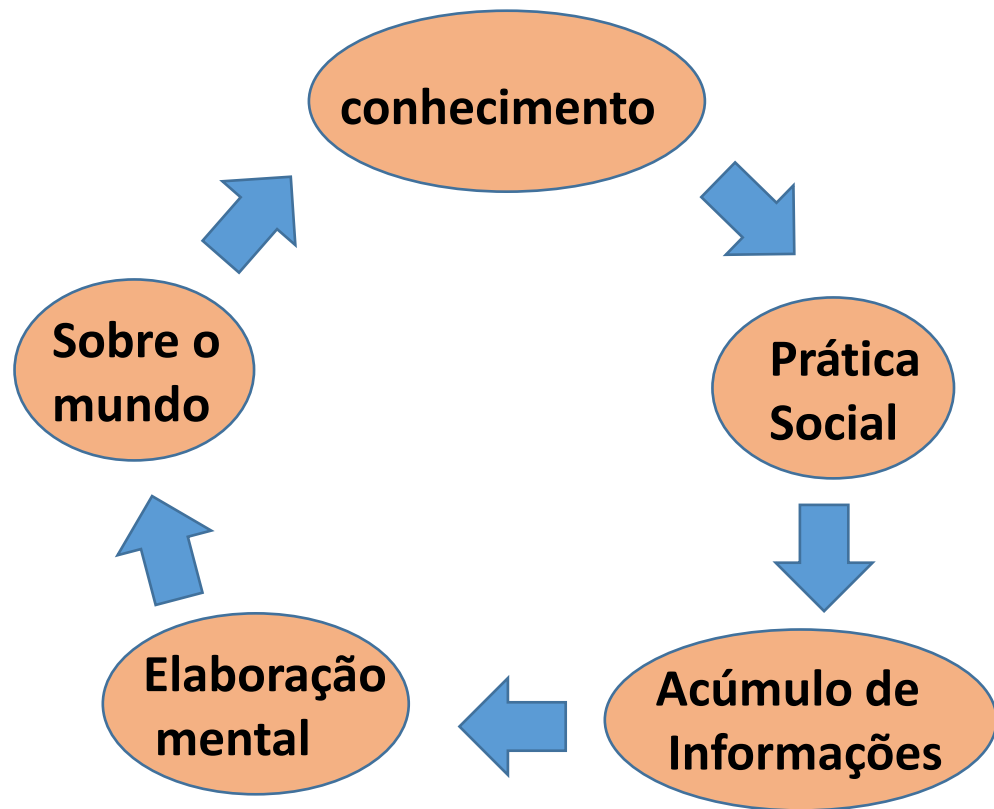 conhecimento
Prática
Social
Acúmulo de
Informações
Elaboração
mental
Sobre o
mundo